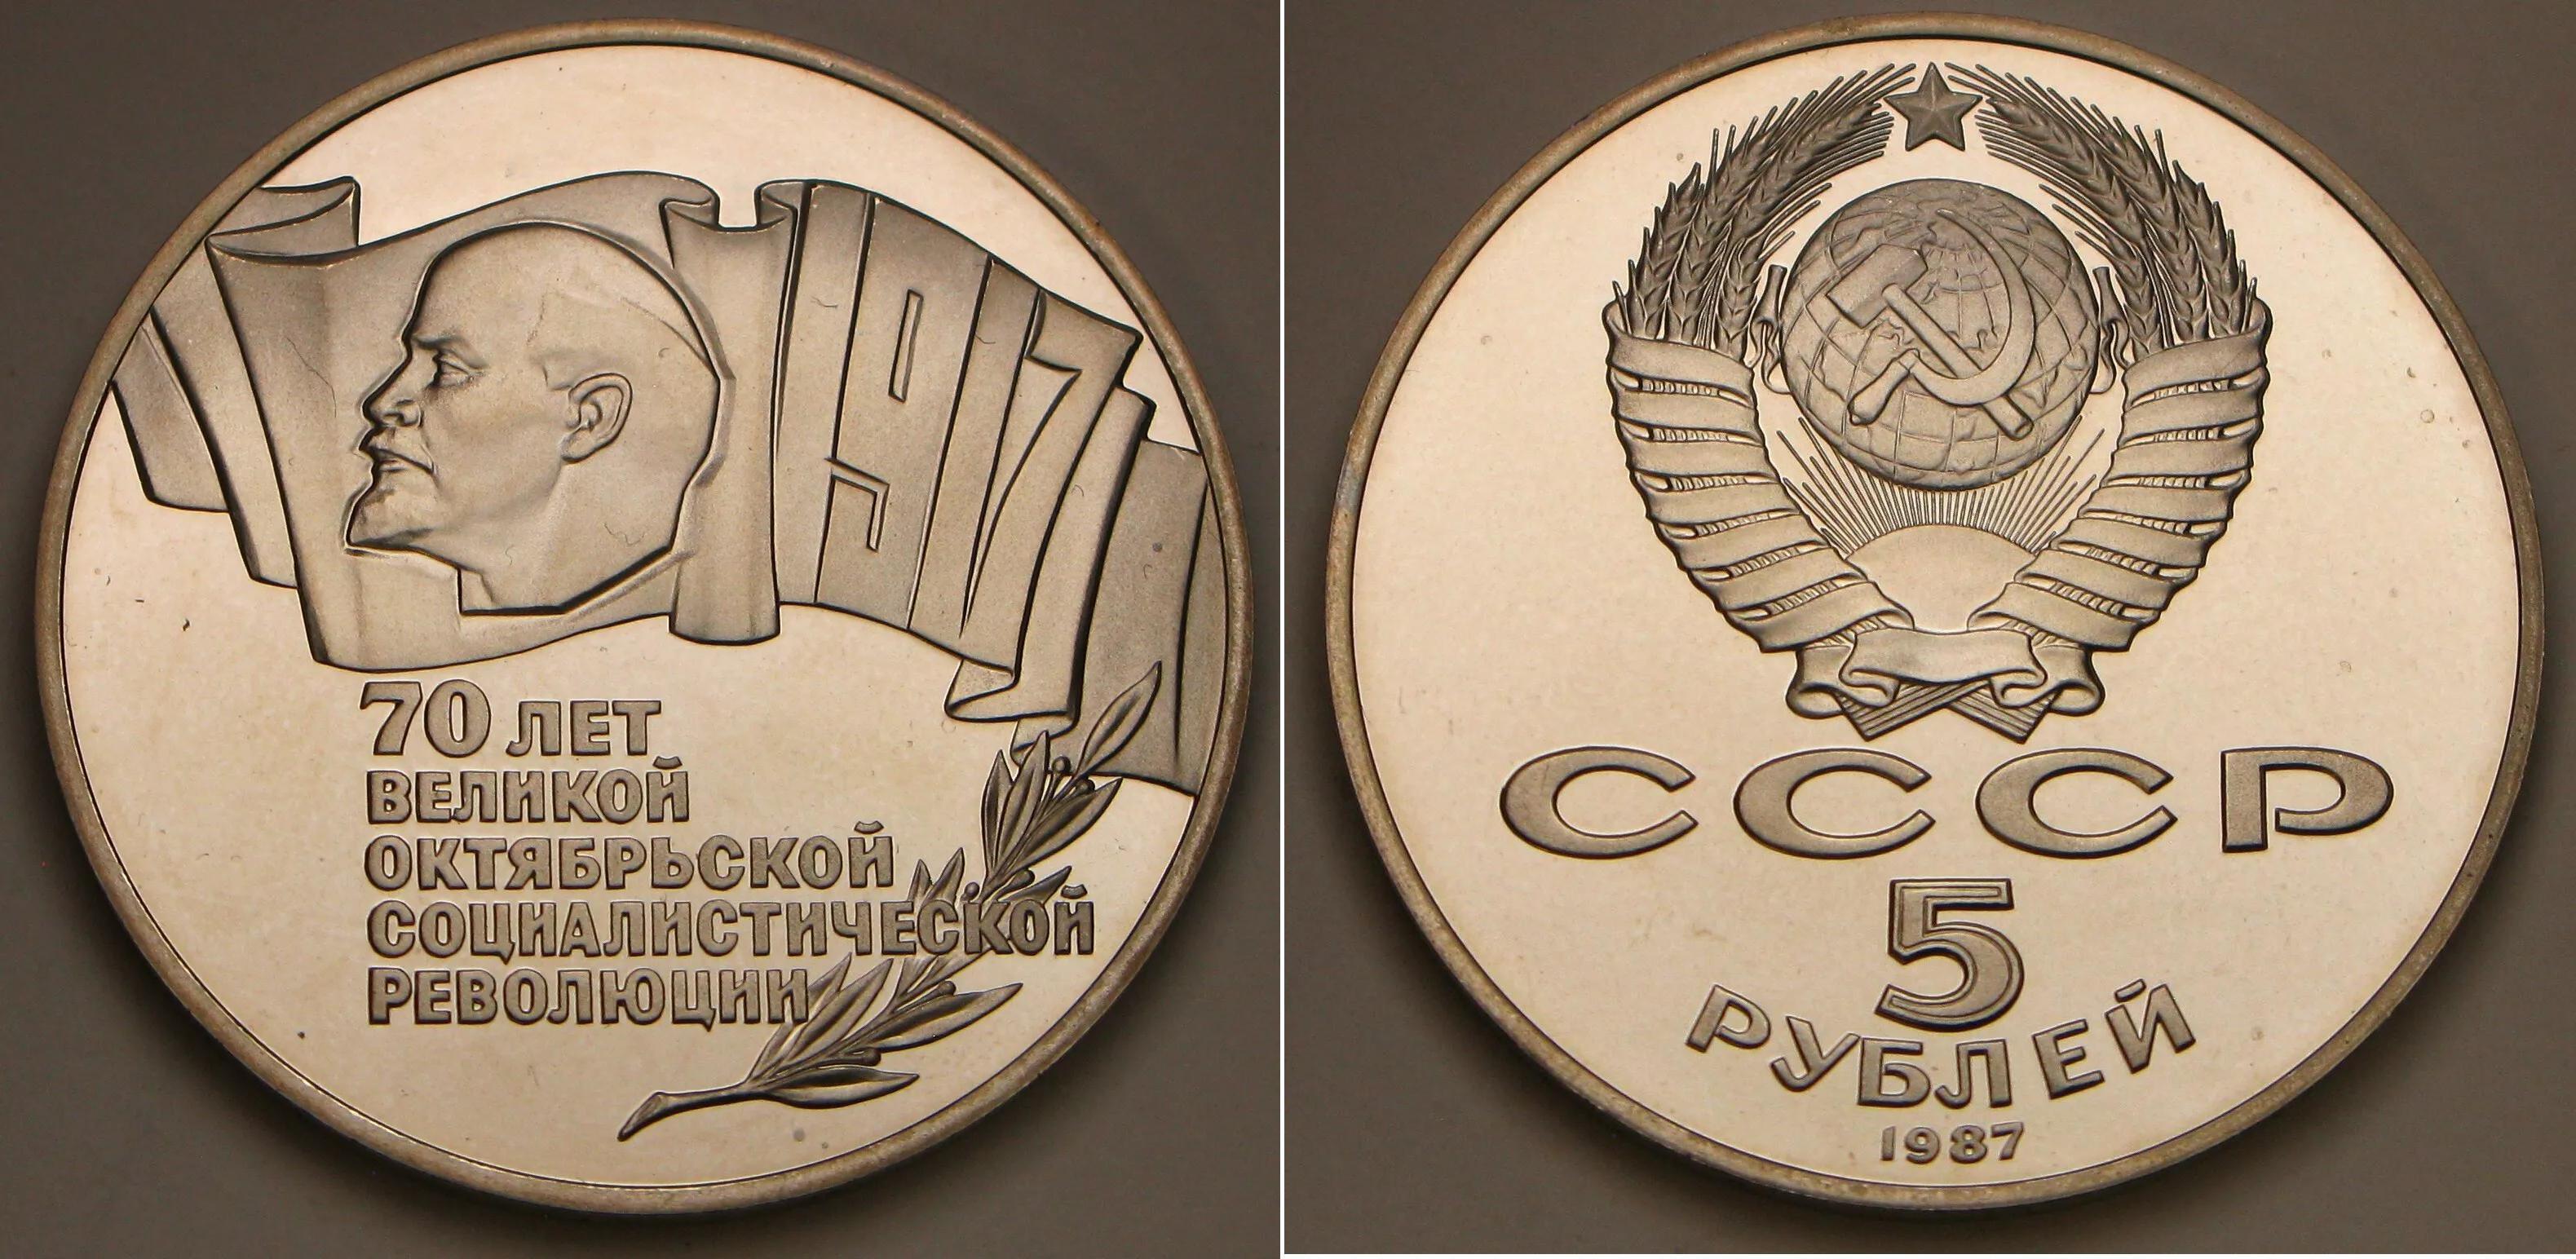 1917
70 ЛЕТ
ВЕЛИКОЙ
ОКТЯБРЬСКОЙ
СОЦИАЛИСТИЧЕСКОЙ
РЕВОЛЮЦИИ
СССР
5
РУБЛЕЙ
1987